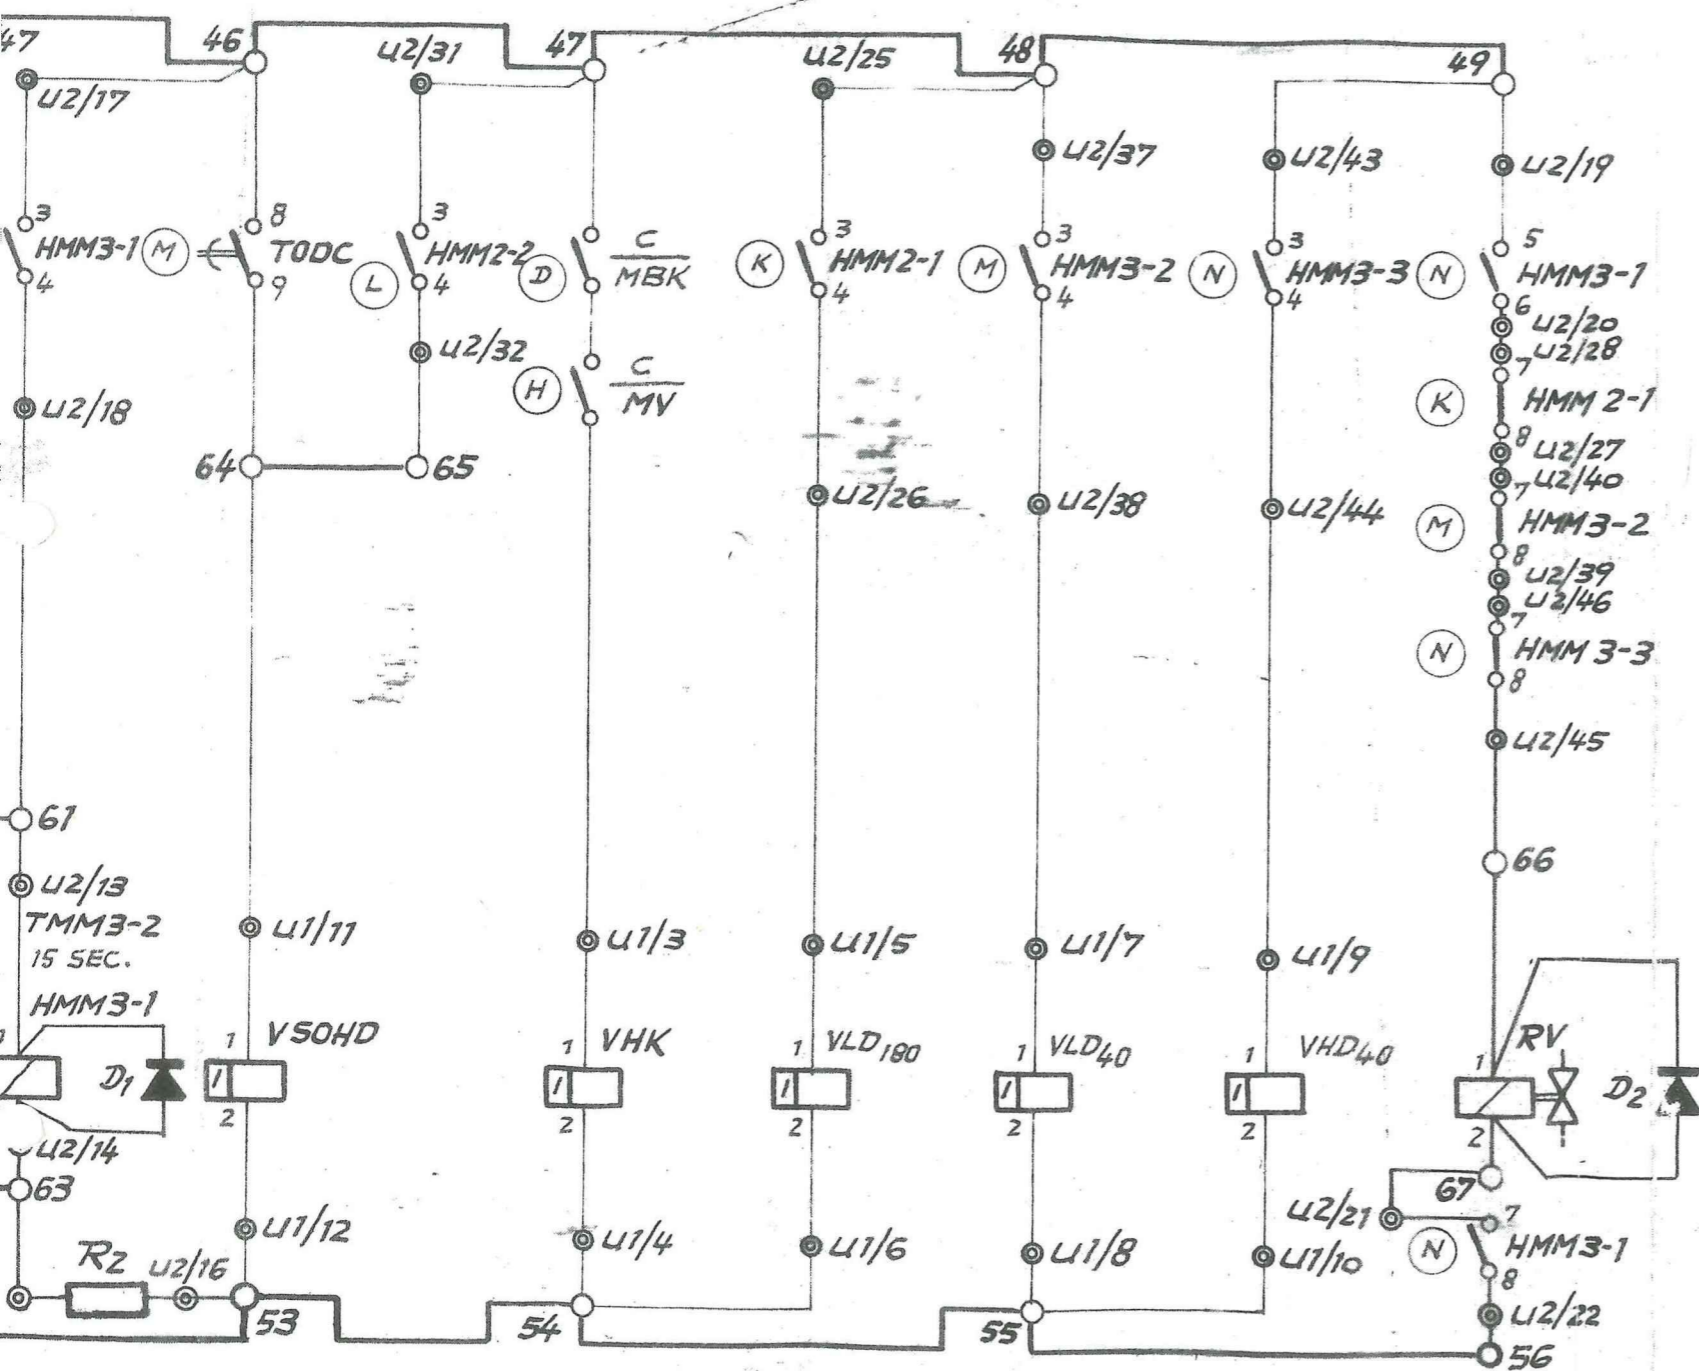 47
46
U2/31
47
U2/25
48
49
U2/17
U2/37
U2/43
U2/19
3
HMM3-1
4
M
8
TODC
9
3
HMM2-2
L
4
D
C
MBK
K
3
HMM2-1
4
M
3
HMM3-2
4
N
3
HMM3-3
4
N
5
HMM3-1
6
U2/20
U2/28
7
K
HMM 2-1
8
U2/27
U2/40
7
M
HMM3-2
8
U2/39
U2/46
7
N
HMM 3-3
8
U2/45
U2/32
H
C
MV
U2/18
64
65
U2/26
U2/38
U2/44
61
66
U2/13
TMM3-2
15 SEC.
HMM3-1
U1/11
U1/3
U1/5
U1/7
U1/9
D1
1
VSOHD
2
1
VHK
2
1
VLD180
2
1
VLD40
2
1
VHD40
2
1
RV
2
D2
U2/14
63
67
U2/21
7
N
HMM3-1
8
R2
U2/16
U1/12
U1/4
U1/6
U1/8
U1/10
U2/22
53
54
55
56